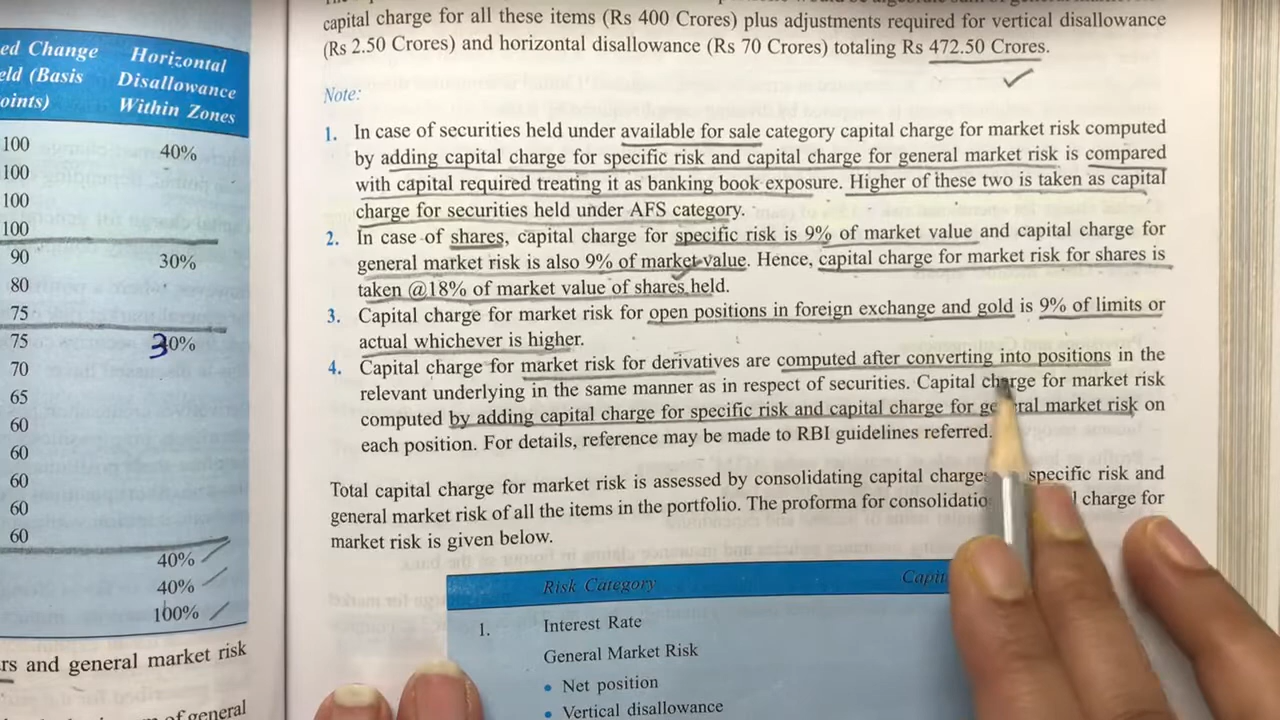 ed Change Horizontal
eld (Basis Disallowance
oints) Within Zones
100 40%
100
100
100
90 30%
80
75
75 30%
70
65
60
60
60
60
60
40%
40%
100%
rs and general market risk
of general
capital charge for all these items (Rs 400 Crores) plus adjustments required for vertical disallowance
(Rs 2.50 Crores) and horizontal disallowance (Rs 70 Crores) totaling Rs 472.50 Crores.
Note:
1. In case of securities held under available for sale category capital charge for market risk computed
by adding capital charge for specific risk and capital charge for general market risk is compared
with capital required treating it as banking book exposure. Higher of these two is taken as capital
charge for securities held under AFS category.
2. In case of shares, capital charge for specific risk is 9% of market value and capital charge for
general market risk is also 9% of market value. Hence, capital charge for market risk for shares is
taken @18% of market value of shares held.
3. Capital charge for market risk for open positions in foreign exchange and gold is 9% of limits or
actual whichever is higher.
4. Capital charge for market risk for derivatives are computed after converting into positions in the
relevant underlying in the same manner as in respect of securities. Capital charge for market risk
computed by adding capital charge for specific risk and capital charge for general market risk on
each position. For details, reference may be made to RBI guidelines referred.
Total capital charge for market risk is assessed by consolidating capital charges specific risk and
general market risk of all the items in the portfolio. The proforma for consolidatio charge for
market risk is given below.
Risk Category Capi
1. Interest Rate
General Market Risk
• Net position
• Vertical disallowance